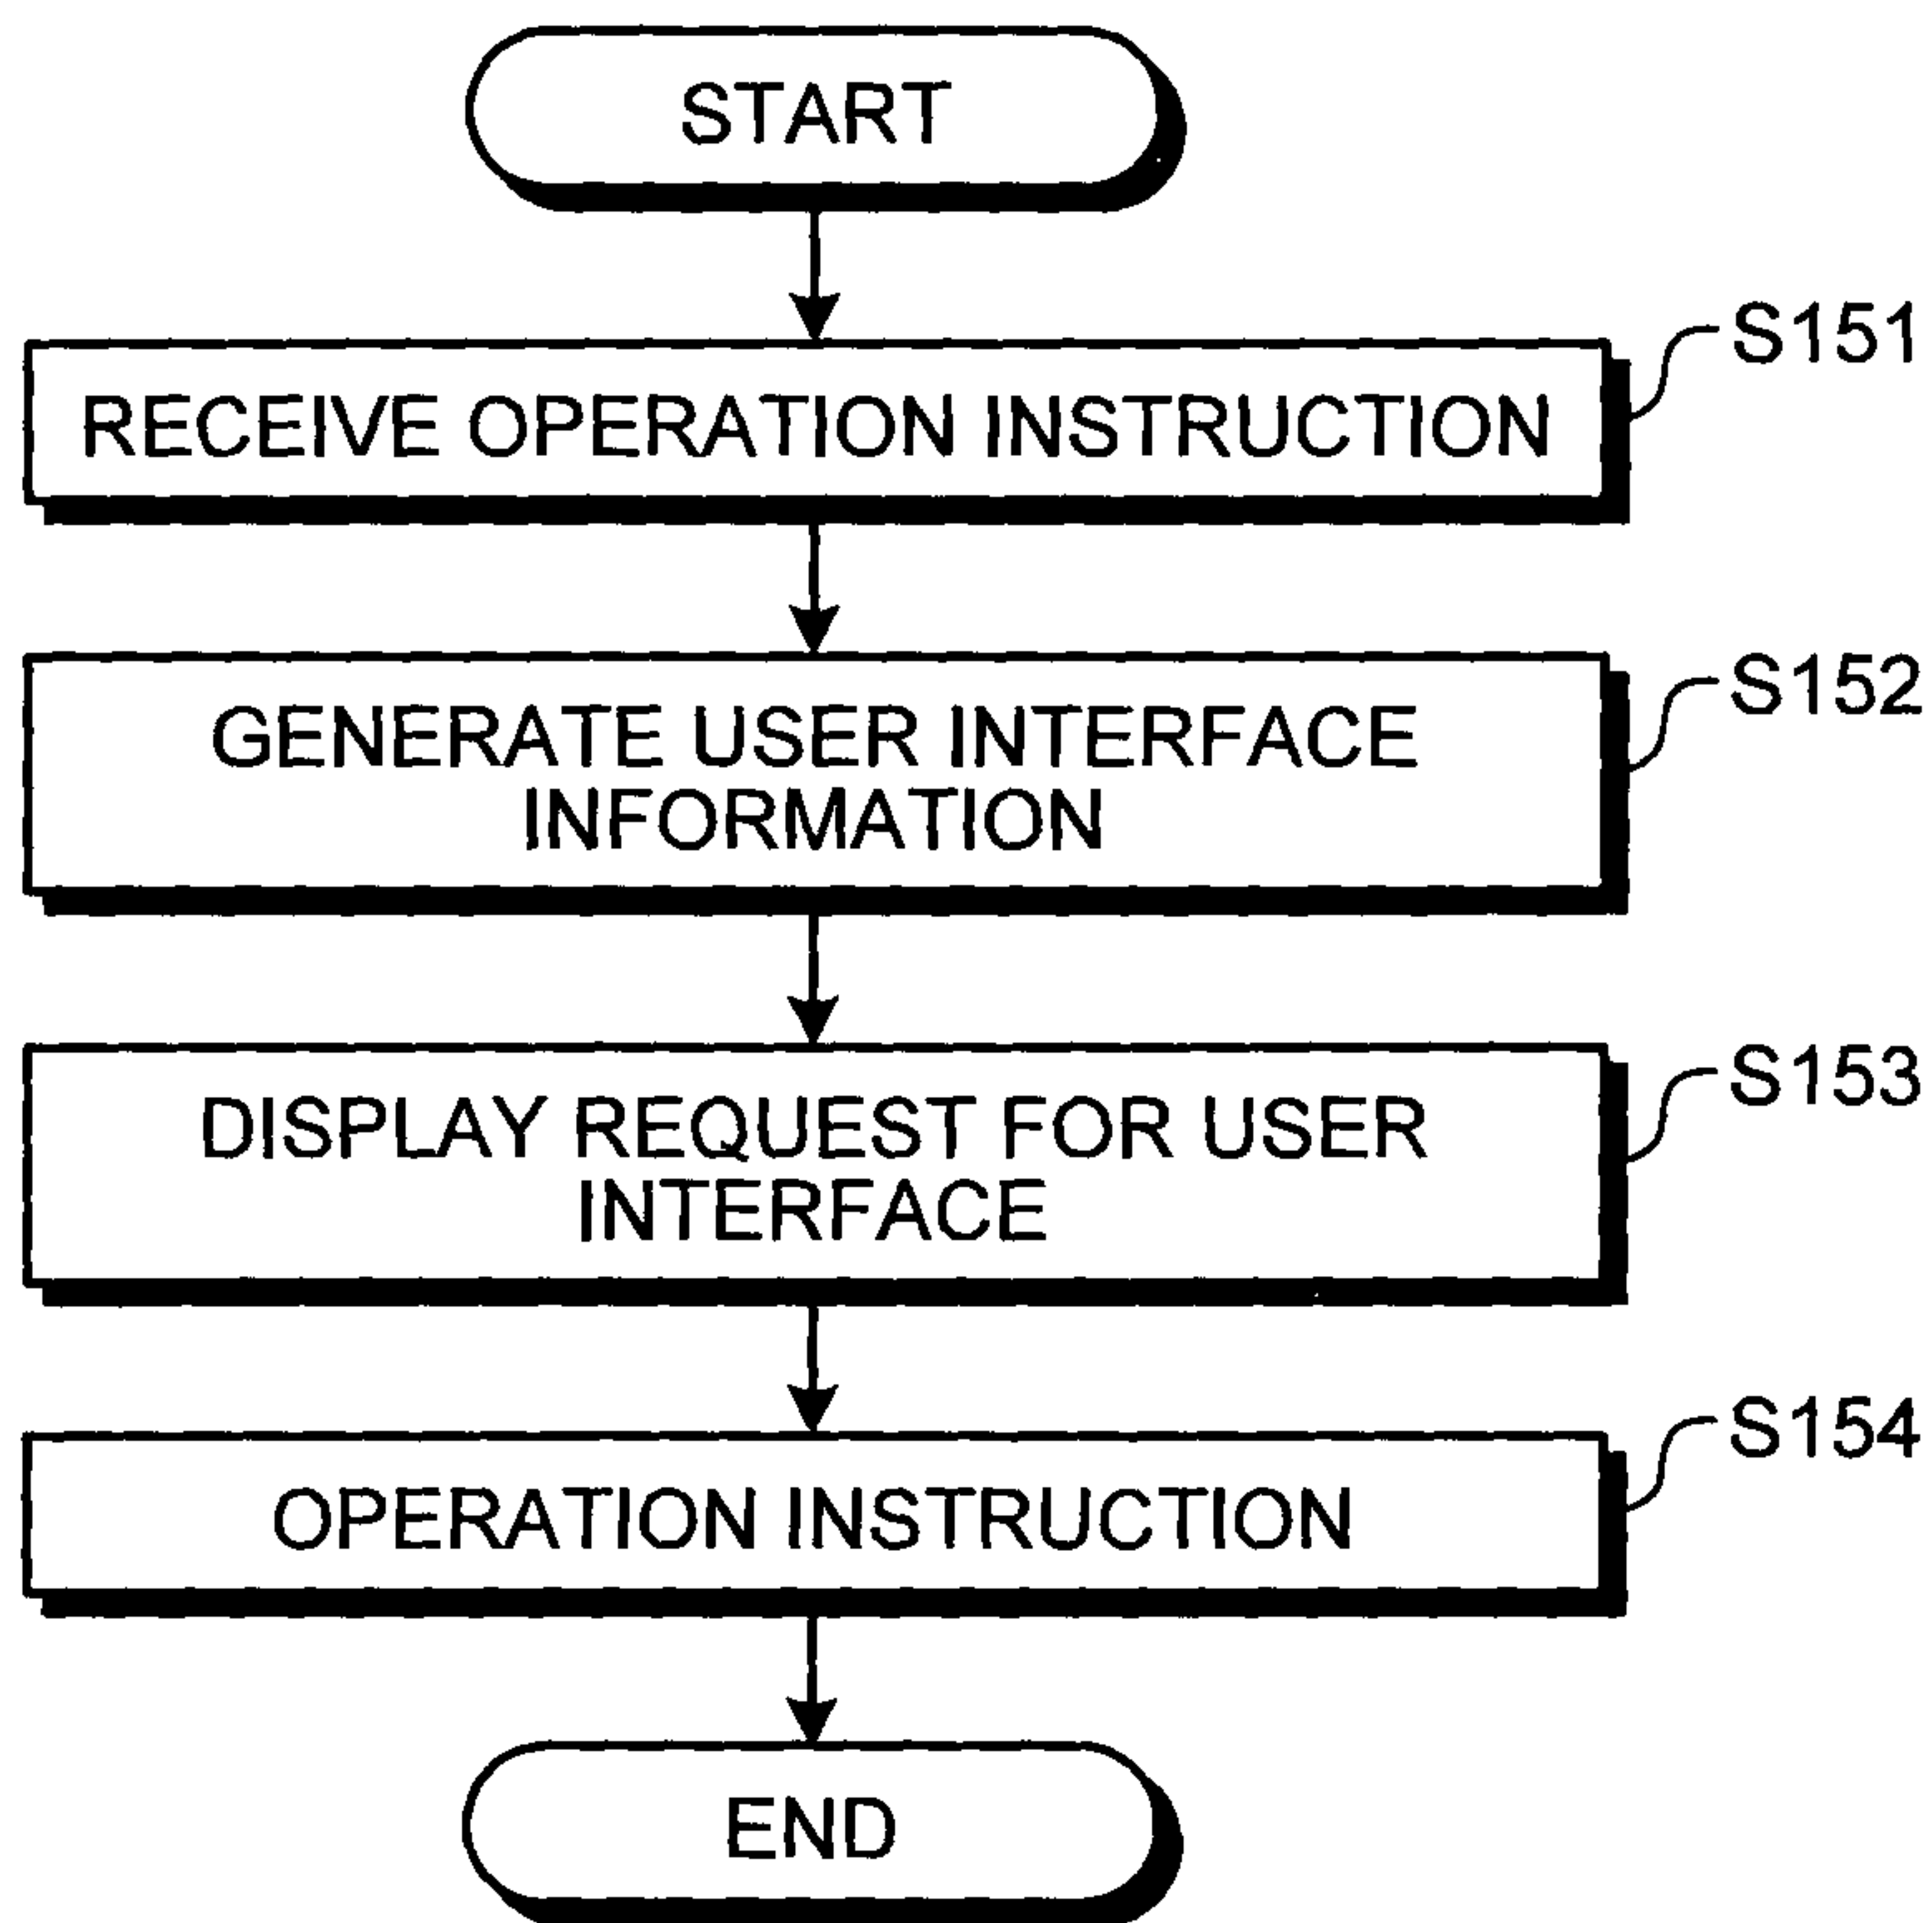 START
RECEIVE OPERATION INSTRUCTION
S151
GENERATE USER INTERFACE
INFORMATION
S152
DISPLAY REQUEST FOR USER
INTERFACE
S153
OPERATION INSTRUCTION
S154
END